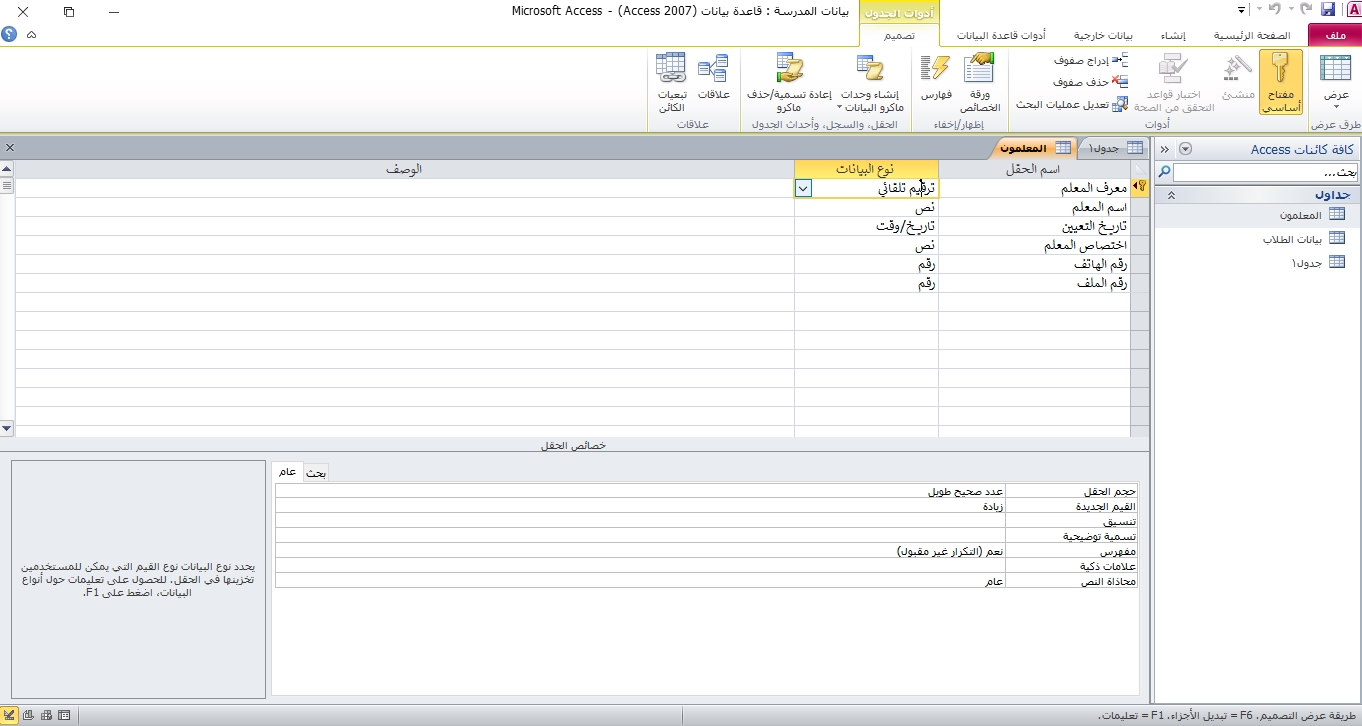 بيانات المدرسة : قاعدة بيانات (Access 2007) - Microsoft Access
أدوات الجدول
ملف
الصفحة الرئيسية
إنشاء
بيانات خارجية
أدوات قاعدة البيانات
تصميم
عرض
طرق عرض
مفتاح أساسي
منشئ
اختبار قواعد التحقق من الصحة
إدراج صفوف
حذف صفوف
تعديل عمليات البحث
أدوات
ورقة الخصائص
فهارس
إظهار/إخفاء
إنشاء وحدات ماكرو البيانات
إعادة تسمية/حذف ماكرو
الحقل، والسجل، وأحداث الجدول
علاقات
تبعيات الكائن
علاقات
كافة كائنات Access
بحث...
جداول
المعلمون
بيانات الطلاب
جدول١
جدول١
المعلمون
اسم الحقل نوع البيانات الوصف
معرف المعلم ترقيم تلقائي
اسم المعلم نص
تاريخ التعيين تاريخ/وقت
اختصاص المعلم نص
رقم الهاتف رقم
رقم الملف رقم
خصائص الحقل
عام بحث
حجم الحقل عدد صحيح طويل
القيم الجديدة زيادة
تنسيق
تسمية توضيحية
مفهرس نعم (التكرار غير مقبول)
علامات ذكية
محاذاة النص عام
يحدد نوع البيانات نوع القيم التي يمكن للمستخدمين
تخزينها في الحقل. للحصول على تعليمات حول أنواع
البيانات، اضغط على F1.
طريقة عرض التصميم. F6 = تبديل الأجزاء. F1 = تعليمات.